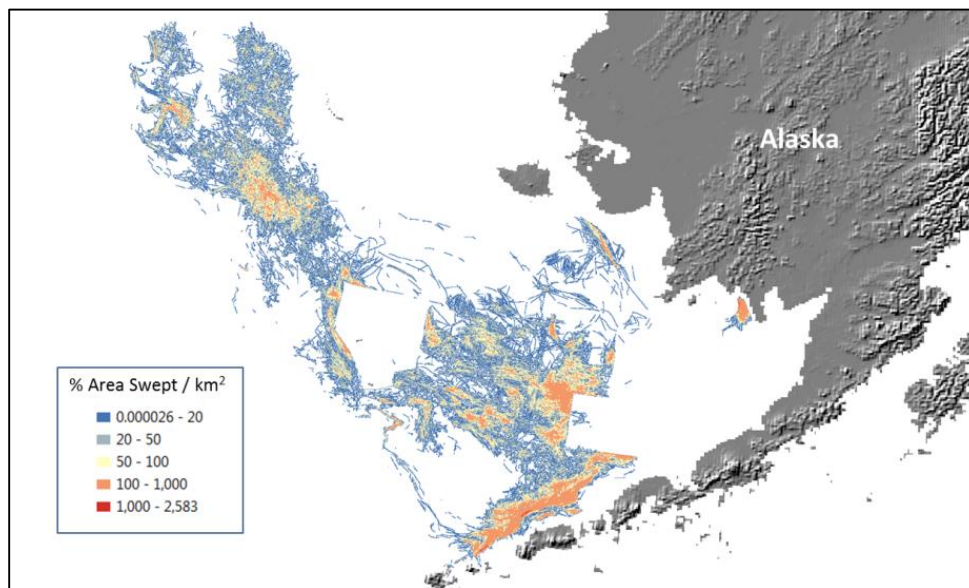 Alaska
% Area Swept / km²
0.000026 - 20
20 - 50
50 - 100
100 - 1,000
1,000 - 2,583